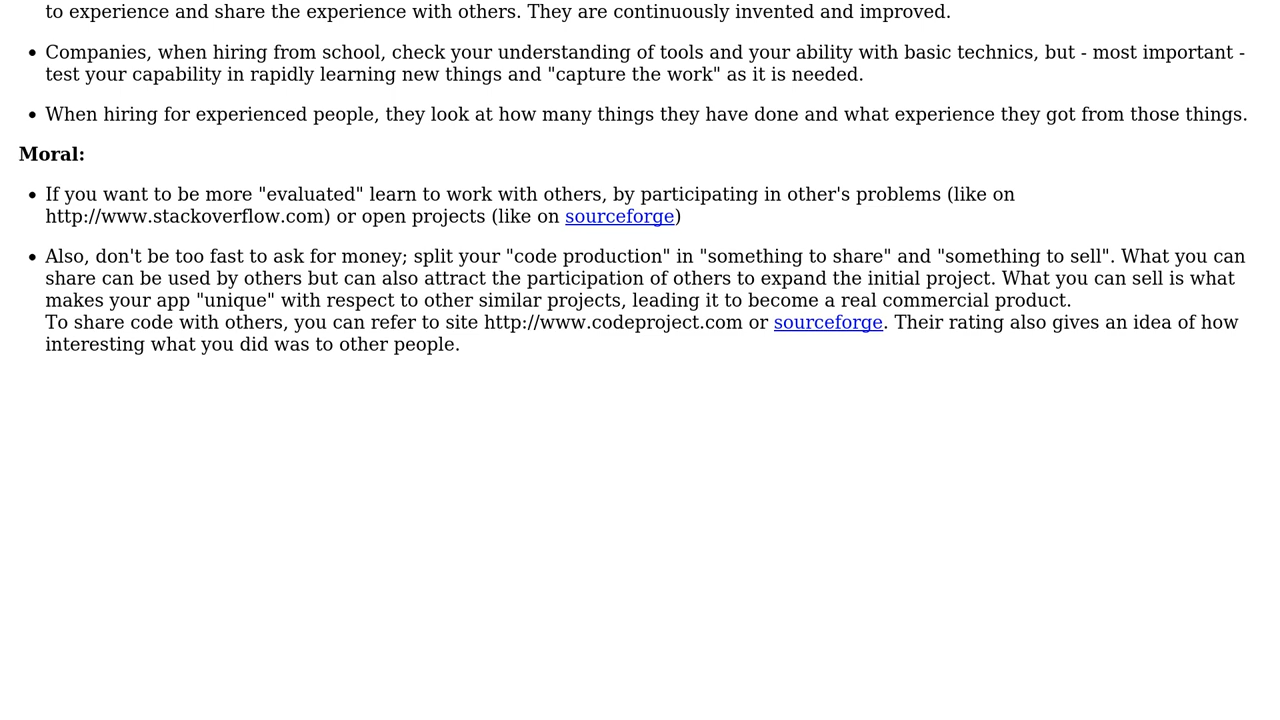 to experience and share the experience with others. They are continuously invented and improved.
Companies, when hiring from school, check your understanding of tools and your ability with basic technics, but - most important -
test your capability in rapidly learning new things and "capture the work" as it is needed.
When hiring for experienced people, they look at how many things they have done and what experience they got from those things.
Moral:
If you want to be more "evaluated" learn to work with others, by participating in other's problems (like on
http://www.stackoverflow.com) or open projects (like on sourceforge)
Also, don't be too fast to ask for money; split your "code production" in "something to share" and "something to sell". What you can
share can be used by others but can also attract the participation of others to expand the initial project. What you can sell is what
makes your app "unique" with respect to other similar projects, leading it to become a real commercial product.
To share code with others, you can refer to site http://www.codeproject.com or sourceforge. Their rating also gives an idea of how
interesting what you did was to other people.